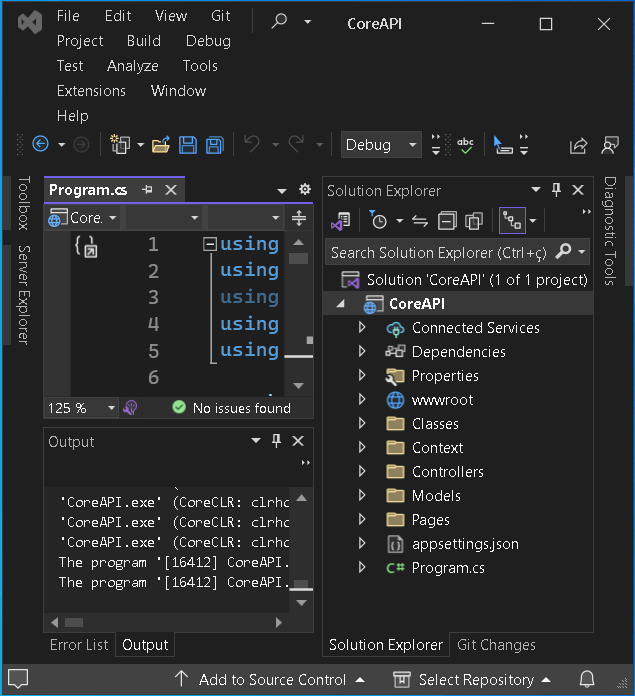 File Edit View Git CoreAPI
Project Build Debug
Test Analyze Tools
Extensions Window
Help
Debug
abc
Toolbox
Server Explorer
Program.cs
Core.
1 using
2 using
3 using
4 using
5 using
6
125 % No issues found
Output
'CoreAPI.exe' (CoreCLR: clrhc
'CoreAPI.exe' (CoreCLR: clrhc
'CoreAPI.exe' (CoreCLR: clrhc
The program '[16412] CoreAPI.
The program '[16412] CoreAPI.
Error List Output
Solution Explorer
Search Solution Explorer (Ctrl+ç)
Solution 'CoreAPI' (1 of 1 project)
CoreAPI
Connected Services
Dependencies
Properties
wwwroot
Classes
Context
Controllers
Models
Pages
appsettings.json
C# Program.cs
Solution Explorer Git Changes
Diagnostic Tools
Add to Source Control Select Repository